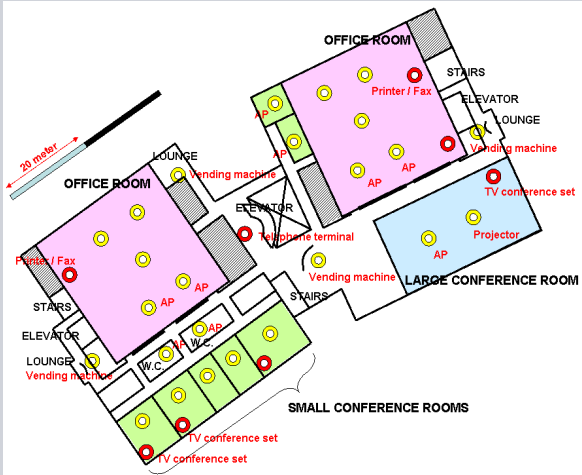 OFFICE ROOM
STAIRS
Printer / Fax
ELEVATOR
AP
LOUNGE
20 meter
AP
Vending machine
LOUNGE
AP
AP
Vending machine
OFFICE ROOM
TV conference set
ELEVATOR
Telephone terminal
Projector
AP
Printer / Fax
Vending machine
LARGE CONFERENCE ROOM
AP
STAIRS
STAIRS
AP
AP
ELEVATOR
W.C.
AP
LOUNGE
W.C.
Vending machine
SMALL CONFERENCE ROOMS
TV conference set
TV conference set